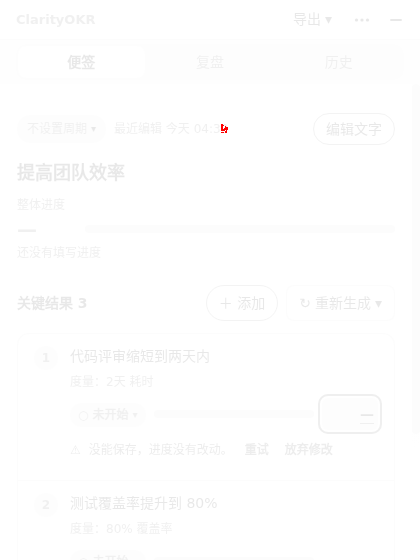 ClarityOKR 导出 ▾ ••• —
便签 复盘 历史
不设置周期 ▾ 最近编辑 今天 04: 编辑文字
提高团队效率
整体进度
—
还没有填写进度
关键结果 3 ＋ 添加 ↻ 重新生成 ▾
1 代码评审缩短到两天内
度量：2天 耗时
○ 未开始 ▾ —
⚠ 没能保存，进度没有改动。 重试 放弃修改
2 测试覆盖率提升到 80%
度量：80% 覆盖率
未开始